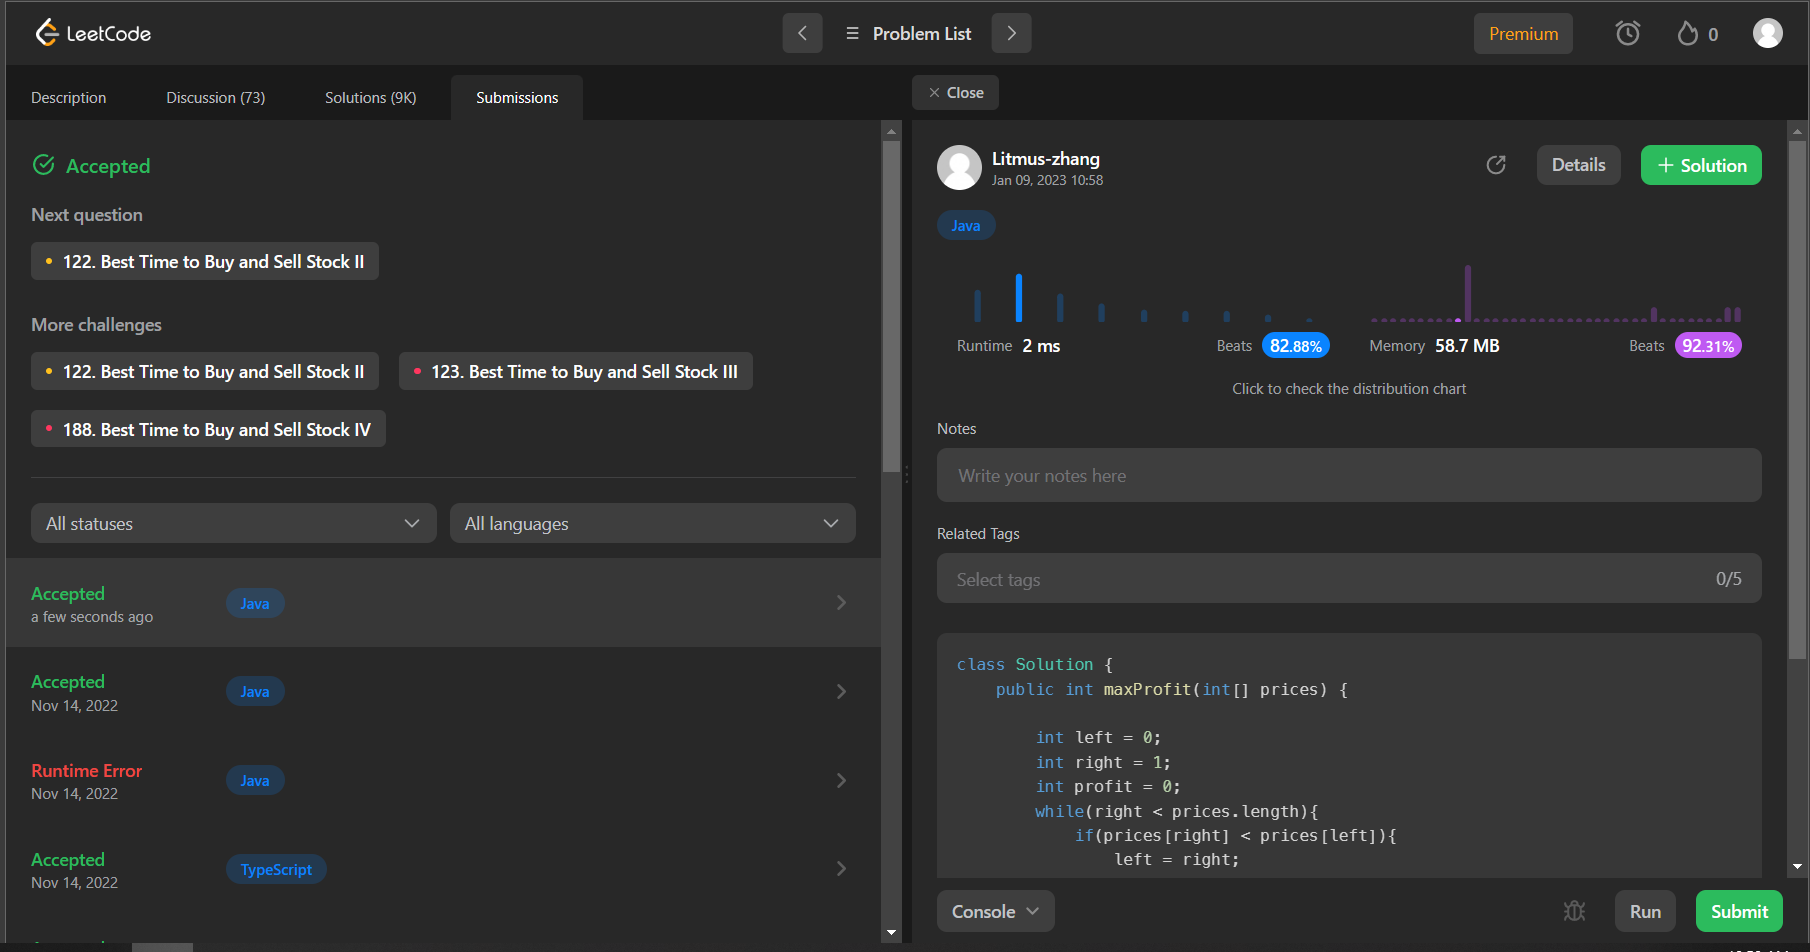 LeetCode
Problem List
Premium
0
Description
Discussion (73)
Solutions (9K)
Submissions
Accepted
Next question
122. Best Time to Buy and Sell Stock II
More challenges
122. Best Time to Buy and Sell Stock II
123. Best Time to Buy and Sell Stock III
188. Best Time to Buy and Sell Stock IV
All statuses
All languages
Accepted
a few seconds ago
Java
Accepted
Nov 14, 2022
Java
Runtime Error
Nov 14, 2022
Java
Accepted
Nov 14, 2022
TypeScript
Close
Litmus-zhang
Jan 09, 2023 10:58
Details
+ Solution
Java
Runtime 2 ms
Beats 82.88%
Memory 58.7 MB
Beats 92.31%
Click to check the distribution chart
Notes
Write your notes here
Related Tags
Select tags
0/5
class Solution {
public int maxProfit(int[] prices) {
int left = 0;
int right = 1;
int profit = 0;
while(right < prices.length){
if(prices[right] < prices[left]){
left = right;
Console
Run
Submit